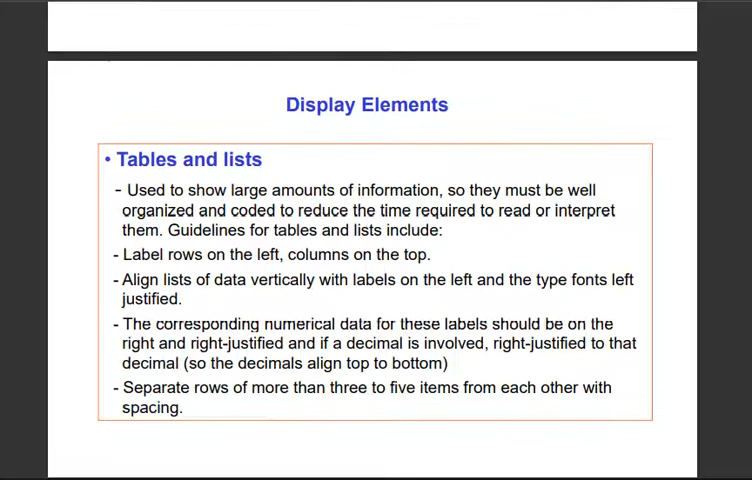 Display Elements
• Tables and lists
- Used to show large amounts of information, so they must be well
organized and coded to reduce the time required to read or interpret
them. Guidelines for tables and lists include:
- Label rows on the left, columns on the top.
- Align lists of data vertically with labels on the left and the type fonts left
justified.
- The corresponding numerical data for these labels should be on the
right and right-justified and if a decimal is involved, right-justified to that
decimal (so the decimals align top to bottom)
- Separate rows of more than three to five items from each other with
spacing.